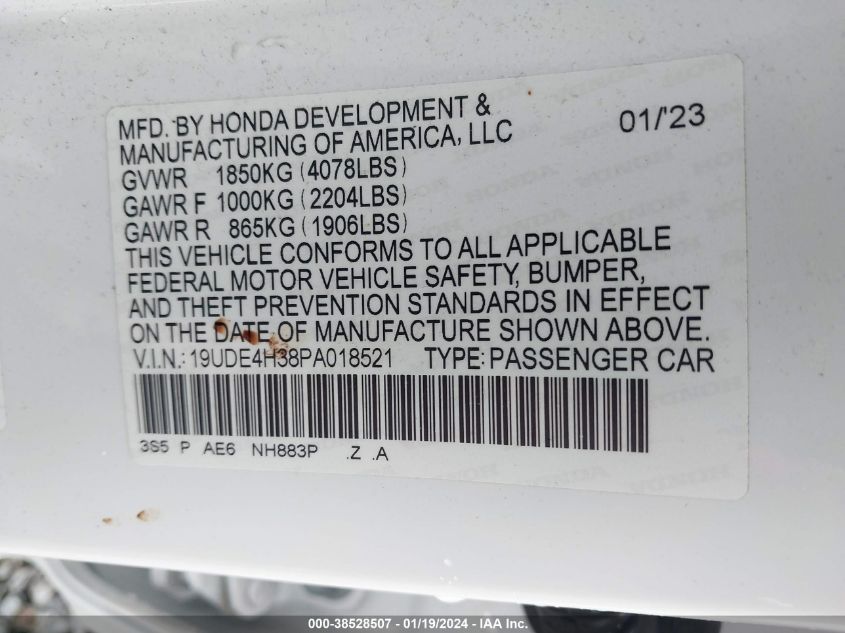 MFD. BY HONDA DEVELOPMENT & 01/'23
MANUFACTURING OF AMERICA, LLC
GVWR 1850KG (4078LBS)
GAWR F 1000KG (2204LBS)
GAWR R 865KG (1906LBS)
THIS VEHICLE CONFORMS TO ALL APPLICABLE
FEDERAL MOTOR VEHICLE SAFETY, BUMPER,
AND THEFT PREVENTION STANDARDS IN EFFECT
ON THE DATE OF MANUFACTURE SHOWN ABOVE.
V.I.N.: 19UDE4H38PA018521 TYPE: PASSENGER CAR
3S5 P AE6 NH883P .Z .A
000-38528507 - 01/19/2024 - IAA Inc.